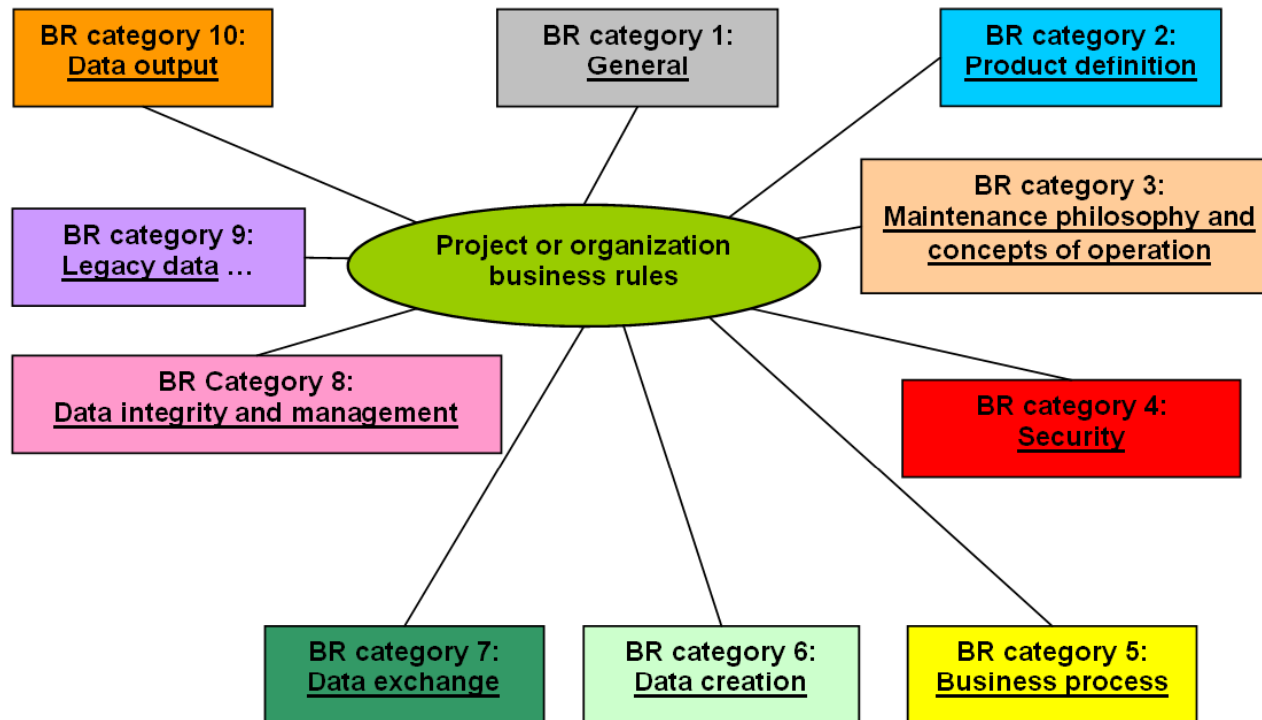 BR category 10:
Data output
BR category 1:
General
BR category 2:
Product definition
BR category 3:
Maintenance philosophy and
concepts of operation
BR category 9:
Legacy data …
Project or organization
business rules
BR Category 8:
Data integrity and management
BR category 4:
Security
BR category 7:
Data exchange
BR category 6:
Data creation
BR category 5:
Business process